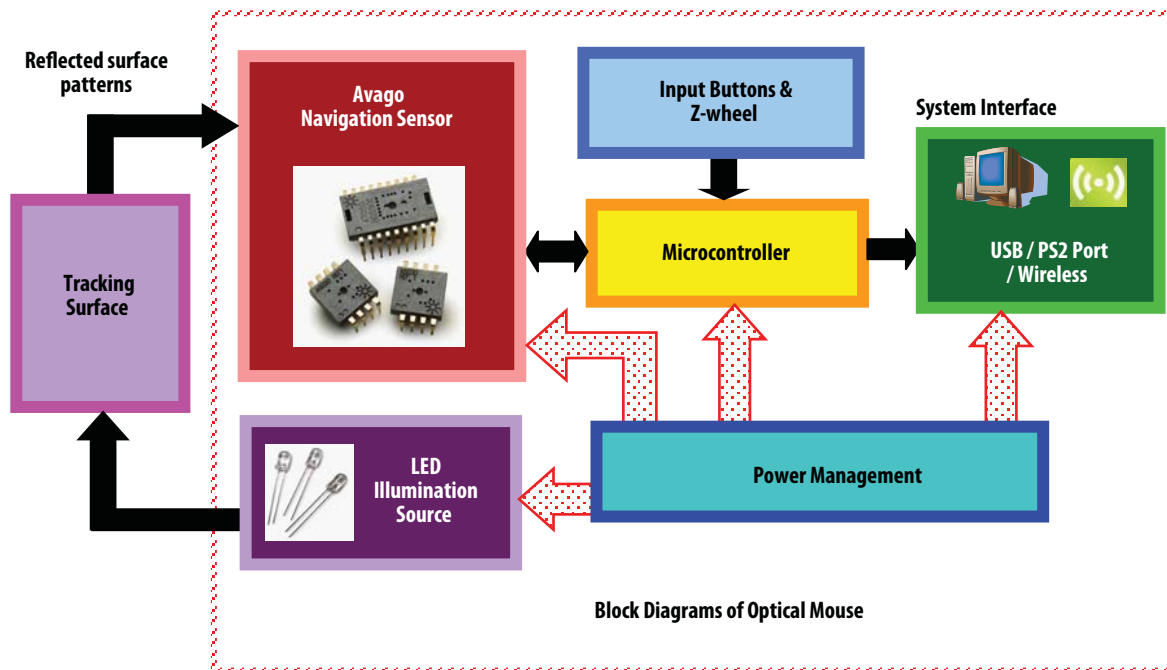 Reflected surface
patterns
Avago
Navigation Sensor
Input Buttons &
Z-wheel
System Interface
Tracking
Surface
Microcontroller
USB / PS2 Port
/ Wireless
LED
Illumination
Source
Power Management
Block Diagrams of Optical Mouse